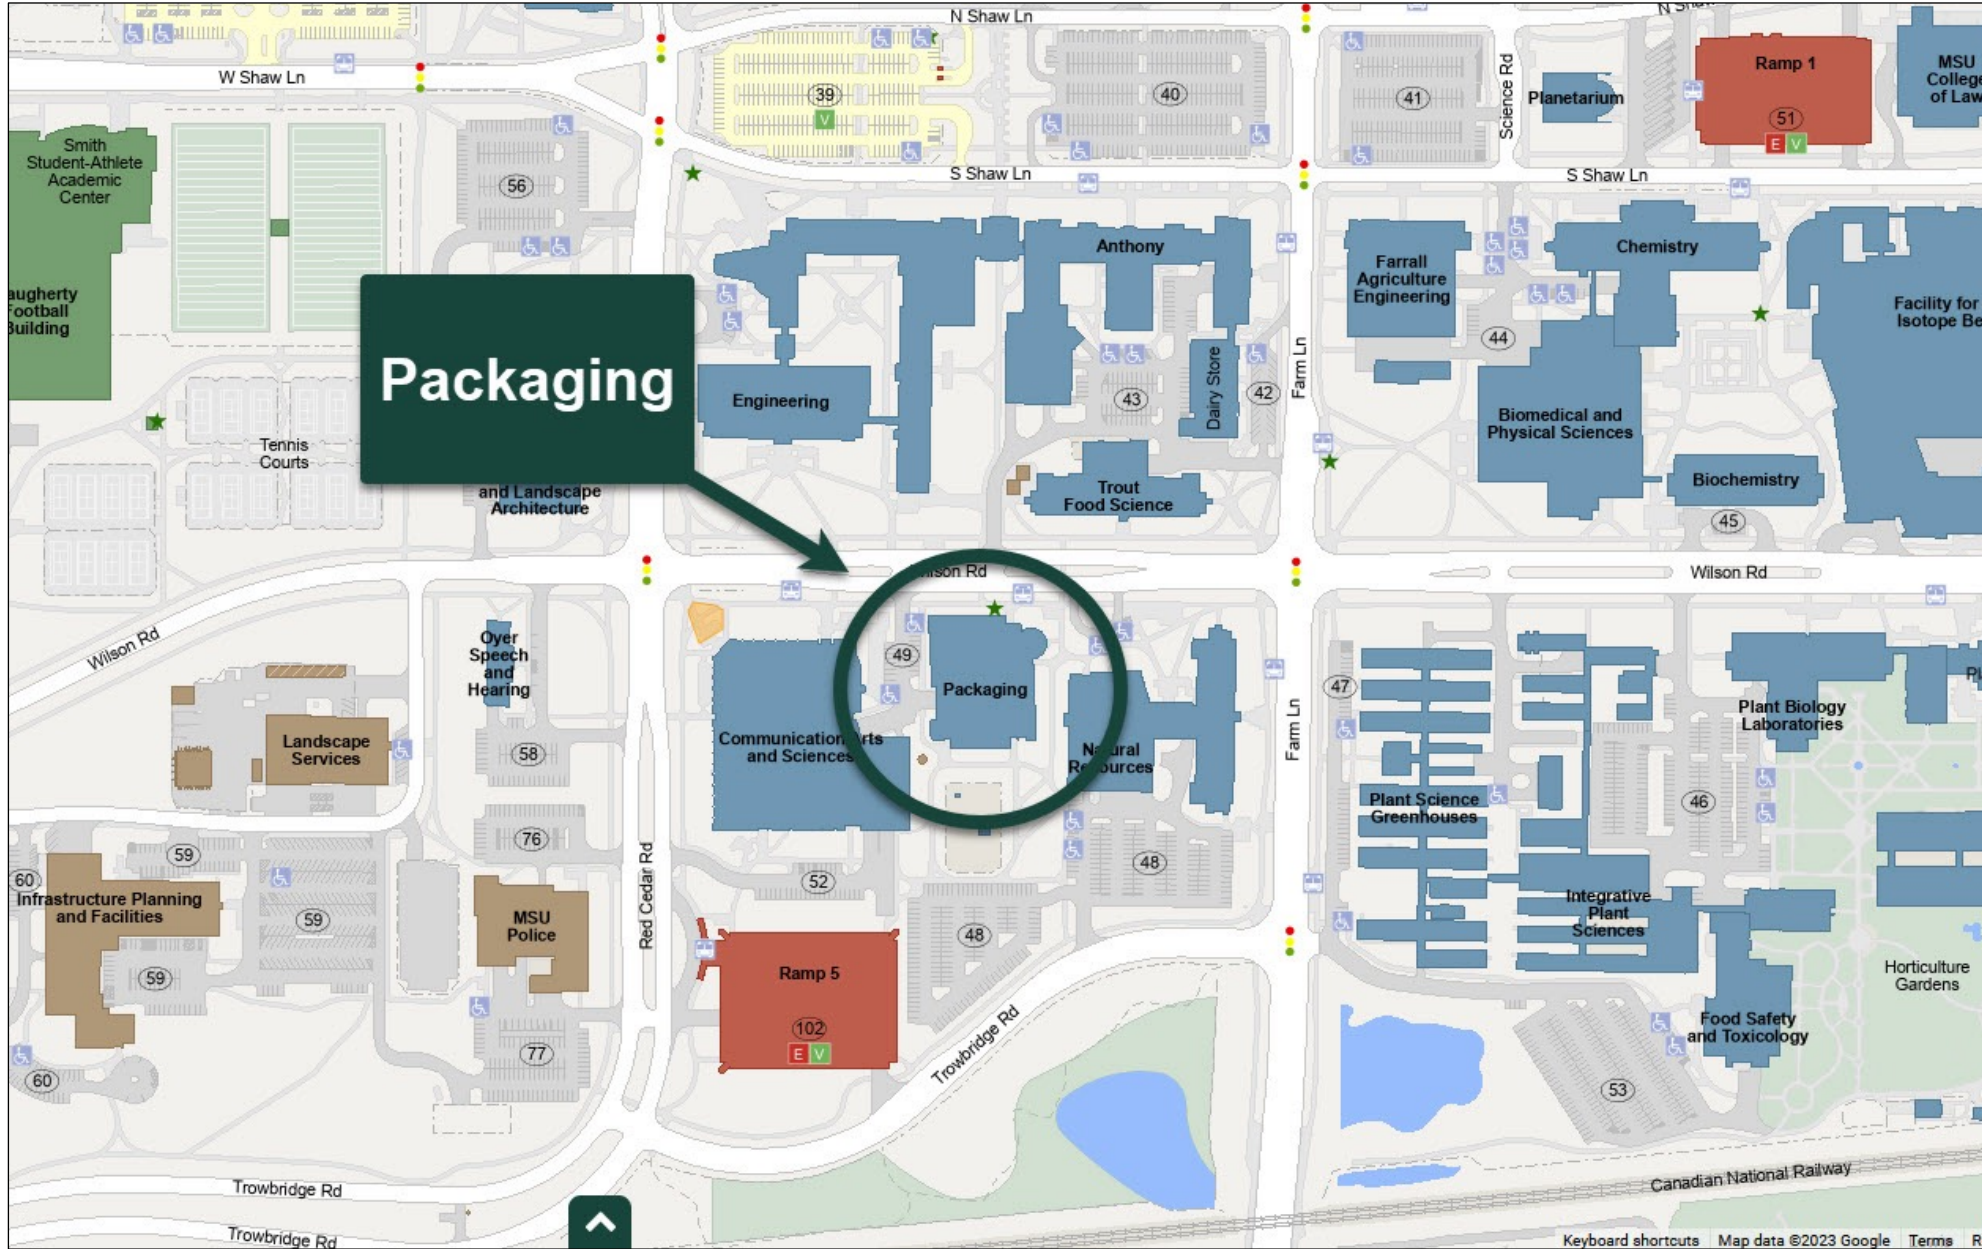 N Shaw Ln
W Shaw Ln
39
V
40
41
Science Rd
Planetarium
Ramp 1
51
E V
MSU
College
of Law
S Shaw Ln
S Shaw Ln
Smith
Student-Athlete
Academic
Center
56
augherty
Football
Building
Anthony
Farrall
Agriculture
Engineering
Chemistry
Facility for
Isotope Be
44
Packaging
Engineering
43
Dairy Store
42
Farm Ln
Biomedical and
Physical Sciences
Tennis
Courts
Biochemistry
45
and Landscape
Architecture
Trout
Food Science
Wilson Rd
Wilson Rd
Wilson Rd
Oyer
Speech
and
Hearing
49
Packaging
47
Landscape
Services
58
Communication Arts
and Sciences
Natural
Resources
Farm Ln
Plant Biology
Laboratories
Plant Science
Greenhouses
46
59
76
Red Cedar Rd
52
48
60
Infrastructure Planning
and Facilities
59
MSU
Police
48
Integrative
Plant
Sciences
59
Ramp 5
102
E V
Horticulture
Gardens
Trowbridge Rd
Food Safety
and Toxicology
60
77
53
Trowbridge Rd
Trowbridge Rd
Canadian National Railway
Keyboard shortcuts
Map data ©2023 Google
Terms